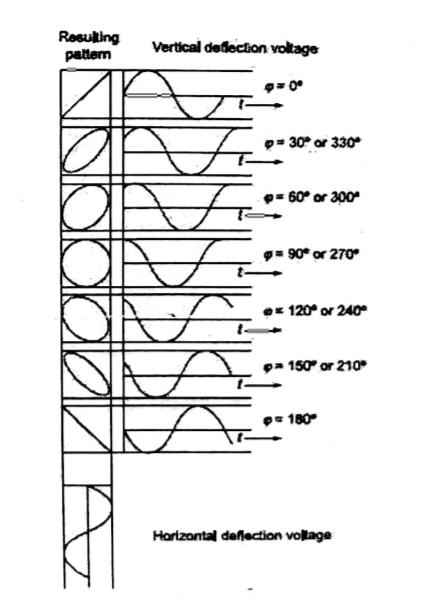 Resulting
pattern
Vertical deflection voltage
φ = 0°
t
φ = 30° or 330°
t
φ = 60° or 300°
t
φ = 90° or 270°
t
φ = 120° or 240°
t
φ = 150° or 210°
t
φ = 180°
t
Horizontal deflection voltage